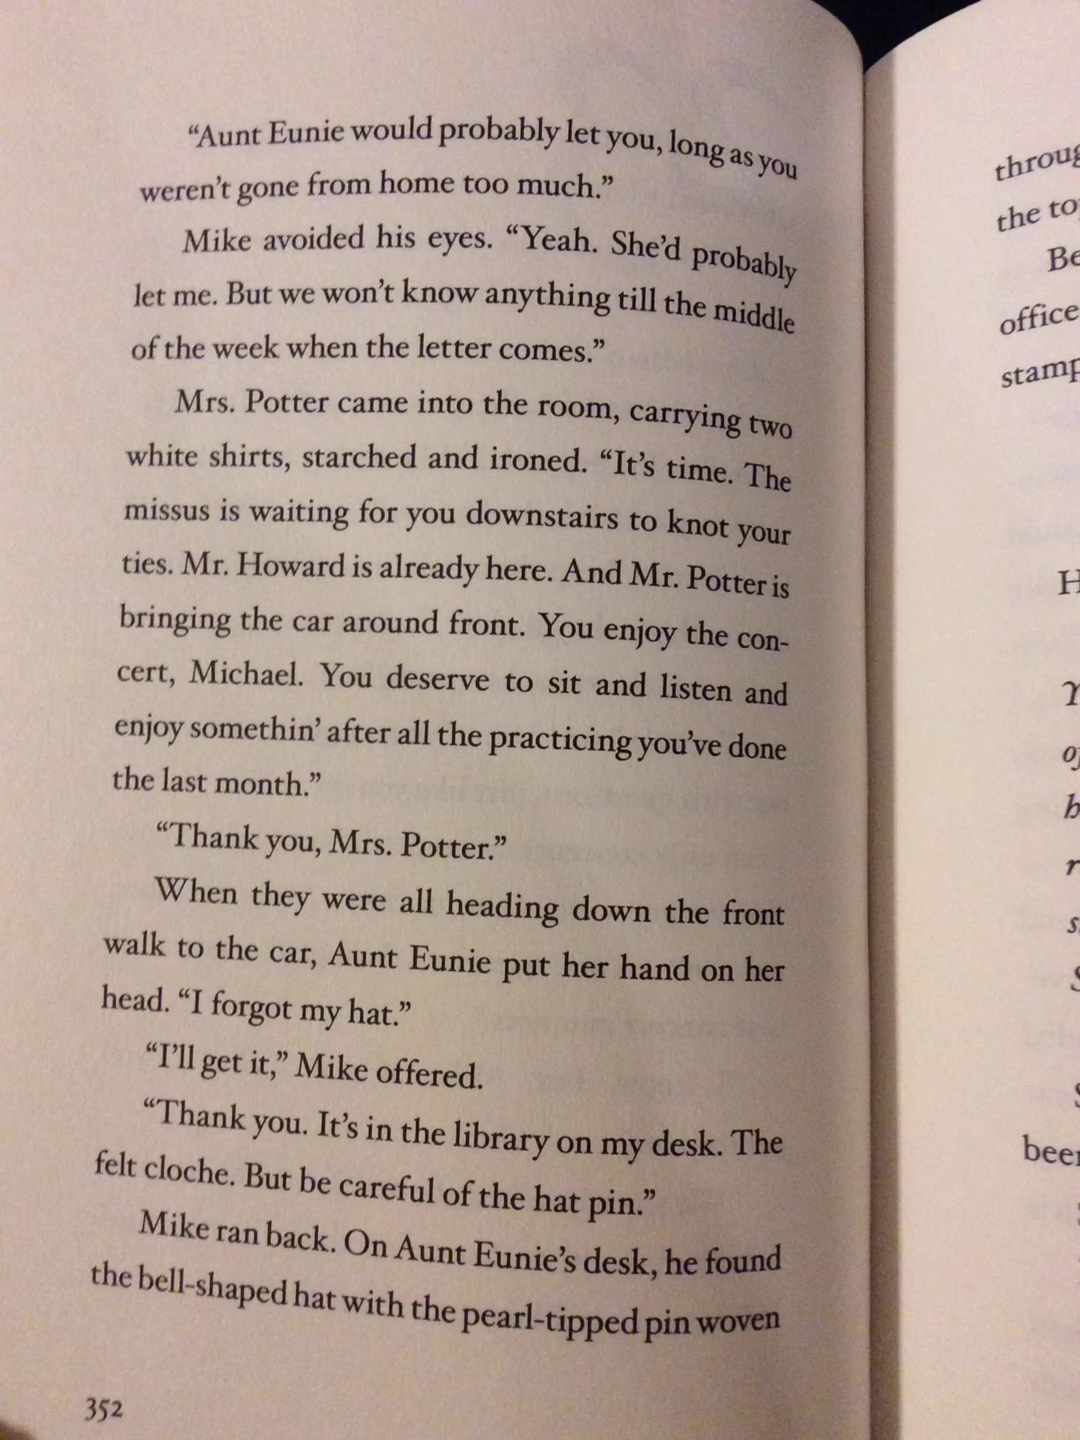 “Aunt Eunie would probably let you, long as you
weren’t gone from home too much.”
Mike avoided his eyes. “Yeah. She’d probably
let me. But we won’t know anything till the middle
of the week when the letter comes.”
Mrs. Potter came into the room, carrying two
white shirts, starched and ironed. “It’s time. The
missus is waiting for you downstairs to knot your
ties. Mr. Howard is already here. And Mr. Potter is
bringing the car around front. You enjoy the con-
cert, Michael. You deserve to sit and listen and
enjoy somethin’ after all the practicing you’ve done
the last month.”
“Thank you, Mrs. Potter.”
When they were all heading down the front
walk to the car, Aunt Eunie put her hand on her
head. “I forgot my hat.”
“I’ll get it,” Mike offered.
“Thank you. It’s in the library on my desk. The
felt cloche. But be careful of the hat pin.”
Mike ran back. On Aunt Eunie’s desk, he found
the bell-shaped hat with the pearl-tipped pin woven
352
the
office